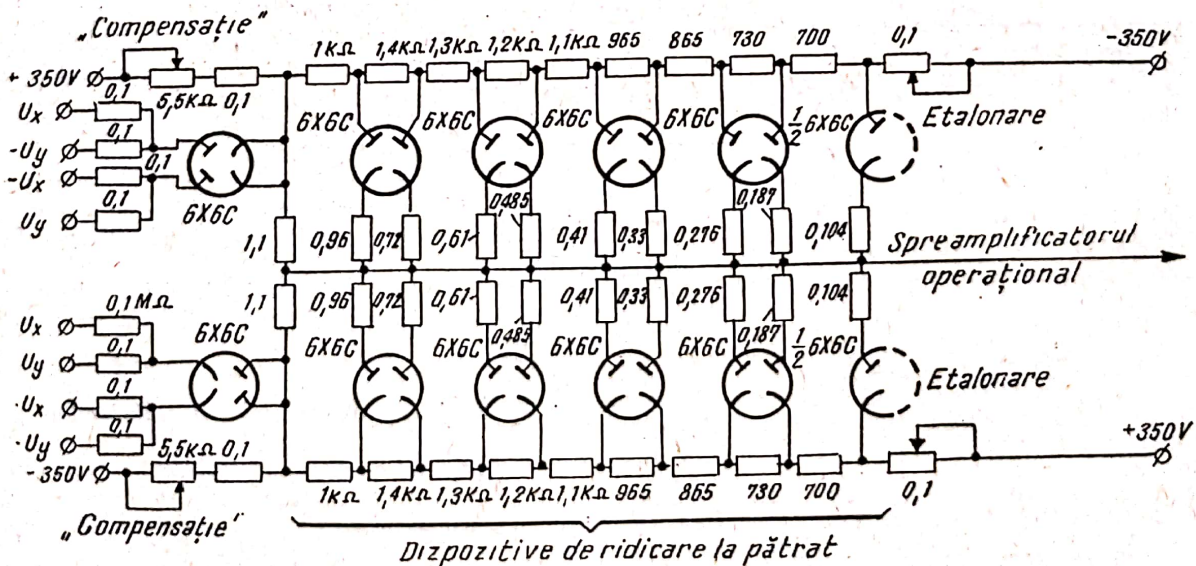 „Compensație"
1kΩ 1,4kΩ 1,3kΩ 1,2kΩ 1,1kΩ 965 865 730 700 0,1
-350V
+ 350V
5,5kΩ 0,1
Etalonare
0,1
Ux
0,1
-Uy
0,1
-Ux
0,1
Uy
6X6C
6X6C 6X6C 6X6C 6X6C ½ 6X6C
1,1 0,96 0,72 0,61 0,485 0,41 0,33 0,276 0,187 0,104
Spre amplificatorul
operațional
1,1 0,96 0,72 0,61 0,485 0,41 0,33 0,276 0,187 0,104
0,1 MΩ
Ux
0,1
Uy
0,1
-Ux
0,1
-Uy
6X6C
6X6C 6X6C 6X6C 6X6C ½ 6X6C
Etalonare
5,5kΩ 0,1
- 350V
+350V
1kΩ 1,4kΩ 1,3kΩ 1,2kΩ 1,1kΩ 965 865 730 700 0,1
„Compensație"
Dizpozitive de ridicare la pătrat